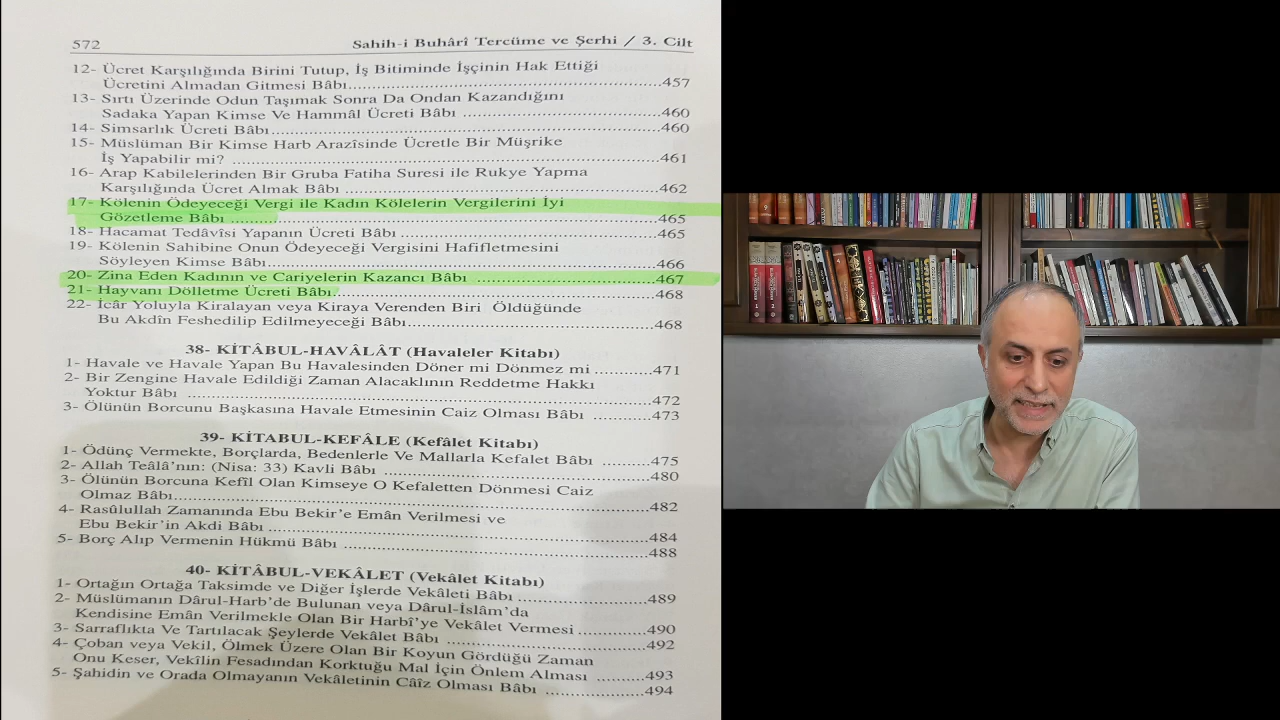 572 Sahih-i Buhârî Tercüme ve Şerhi / 3. Cilt
12- Ücret Karşılığında Birini Tutup, İş Bitiminde İşçinin Hak Ettiği
Ücretini Almadan Gitmesi Bâbı..........457
13- Sırtı Üzerinde Odun Taşımak Sonra Da Ondan Kazandığını
Sadaka Yapan Kimse Ve Hammâl Ücreti Bâbı ..........460
14- Simsarlık Ücreti Bâbı..........460
15- Müslüman Bir Kimse Harb Arazîsinde Ücretle Bir Müşrike
İş Yapabilir mi? ..........461
16- Arap Kabilelerinden Bir Gruba Fatiha Suresi ile Rukye Yapma
Karşılığında Ücret Almak Bâbı ..........462
17- Kölenin Ödeyeceği Vergi ile Kadın Kölelerin Vergilerini İyi
Gözetleme Bâbı ..........465
18- Hacamat Tedâvîsi Yapanın Ücreti Bâbı ..........465
19- Kölenin Sahibine Onun Ödeyeceği Vergisini Hafifletmesini
Söyleyen Kimse Bâbı..........466
20- Zina Eden Kadının ve Cariyelerin Kazancı Bâbı ..........467
21- Hayvanı Dölletme Ücreti Bâbı..........468
22- İcâr Yoluyla Kiralayan veya Kiraya Verenden Biri Öldüğünde
Bu Akdîn Feshedilip Edilmeyeceği Bâbı..........468
38- KİTÂBUL-HAVÂLÂT (Havaleler Kitabı)
1- Havale ve Havale Yapan Bu Havalesinden Döner mi Dönmez mi ..........471
2- Bir Zengine Havale Edildiği Zaman Alacaklının Reddetme Hakkı
Yoktur Bâbı ..........472
3- Ölünün Borcunu Başkasına Havale Etmesinin Caiz Olması Bâbı ..........473
39- KİTABUL-KEFÂLE (Kefâlet Kitabı)
1- Ödünç Vermekte, Borçlarda, Bedenlerle Ve Mallarla Kefalet Bâbı ..........475
2- Allah Teâlâ'nın: (Nisa: 33) Kavli Bâbı ..........480
3- Ölünün Borcuna Kefîl Olan Kimseye O Kefaletten Dönmesi Caiz
Olmaz Bâbı..........482
4- Rasûlullah Zamanında Ebu Bekir'e Emân Verilmesi ve
Ebu Bekir'in Akdi Bâbı ..........484
5- Borç Alıp Vermenin Hükmü Bâbı ..........488
40- KİTÂBUL-VEKÂLET (Vekâlet Kitabı)
1- Ortağın Ortağa Taksimde ve Diğer İşlerde Vekâleti Bâbı ..........489
2- Müslümanın Dârul-Harb'de Bulunan veya Dârul-İslâm'da
Kendisine Emân Verilmekle Olan Bir Harbî'ye Vekâlet Vermesi ..........490
3- Sarraflıkta Ve Tartılacak Şeylerde Vekâlet Bâbı ..........492
4- Çoban veya Vekil, Ölmek Üzere Olan Bir Koyun Gördüğü Zaman
Onu Keser, Vekîlin Fesadından Korktuğu Mal İçin Önlem Alması ..........493
5- Şahidin ve Orada Olmayanın Vekâletinin Câîz Olması Bâbı ..........494